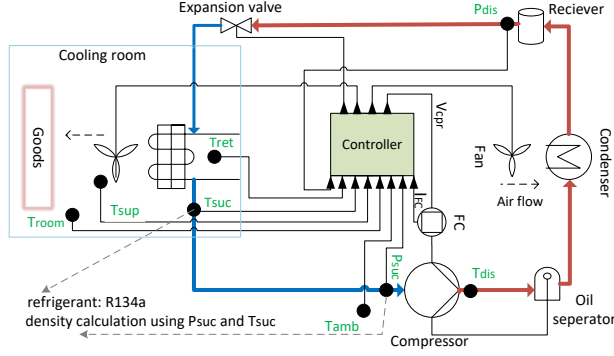 Expansion valve
Pdis
Reciever
Cooling room
Goods
Tret
Controller
Vcpr
Fan
Air flow
Condenser
Tsup
Tsuc
Troom
IFC
FC
Psuc
Tdis
refrigerant: R134a
density calculation using Psuc and Tsuc
Tamb
Compressor
Oil
seperator